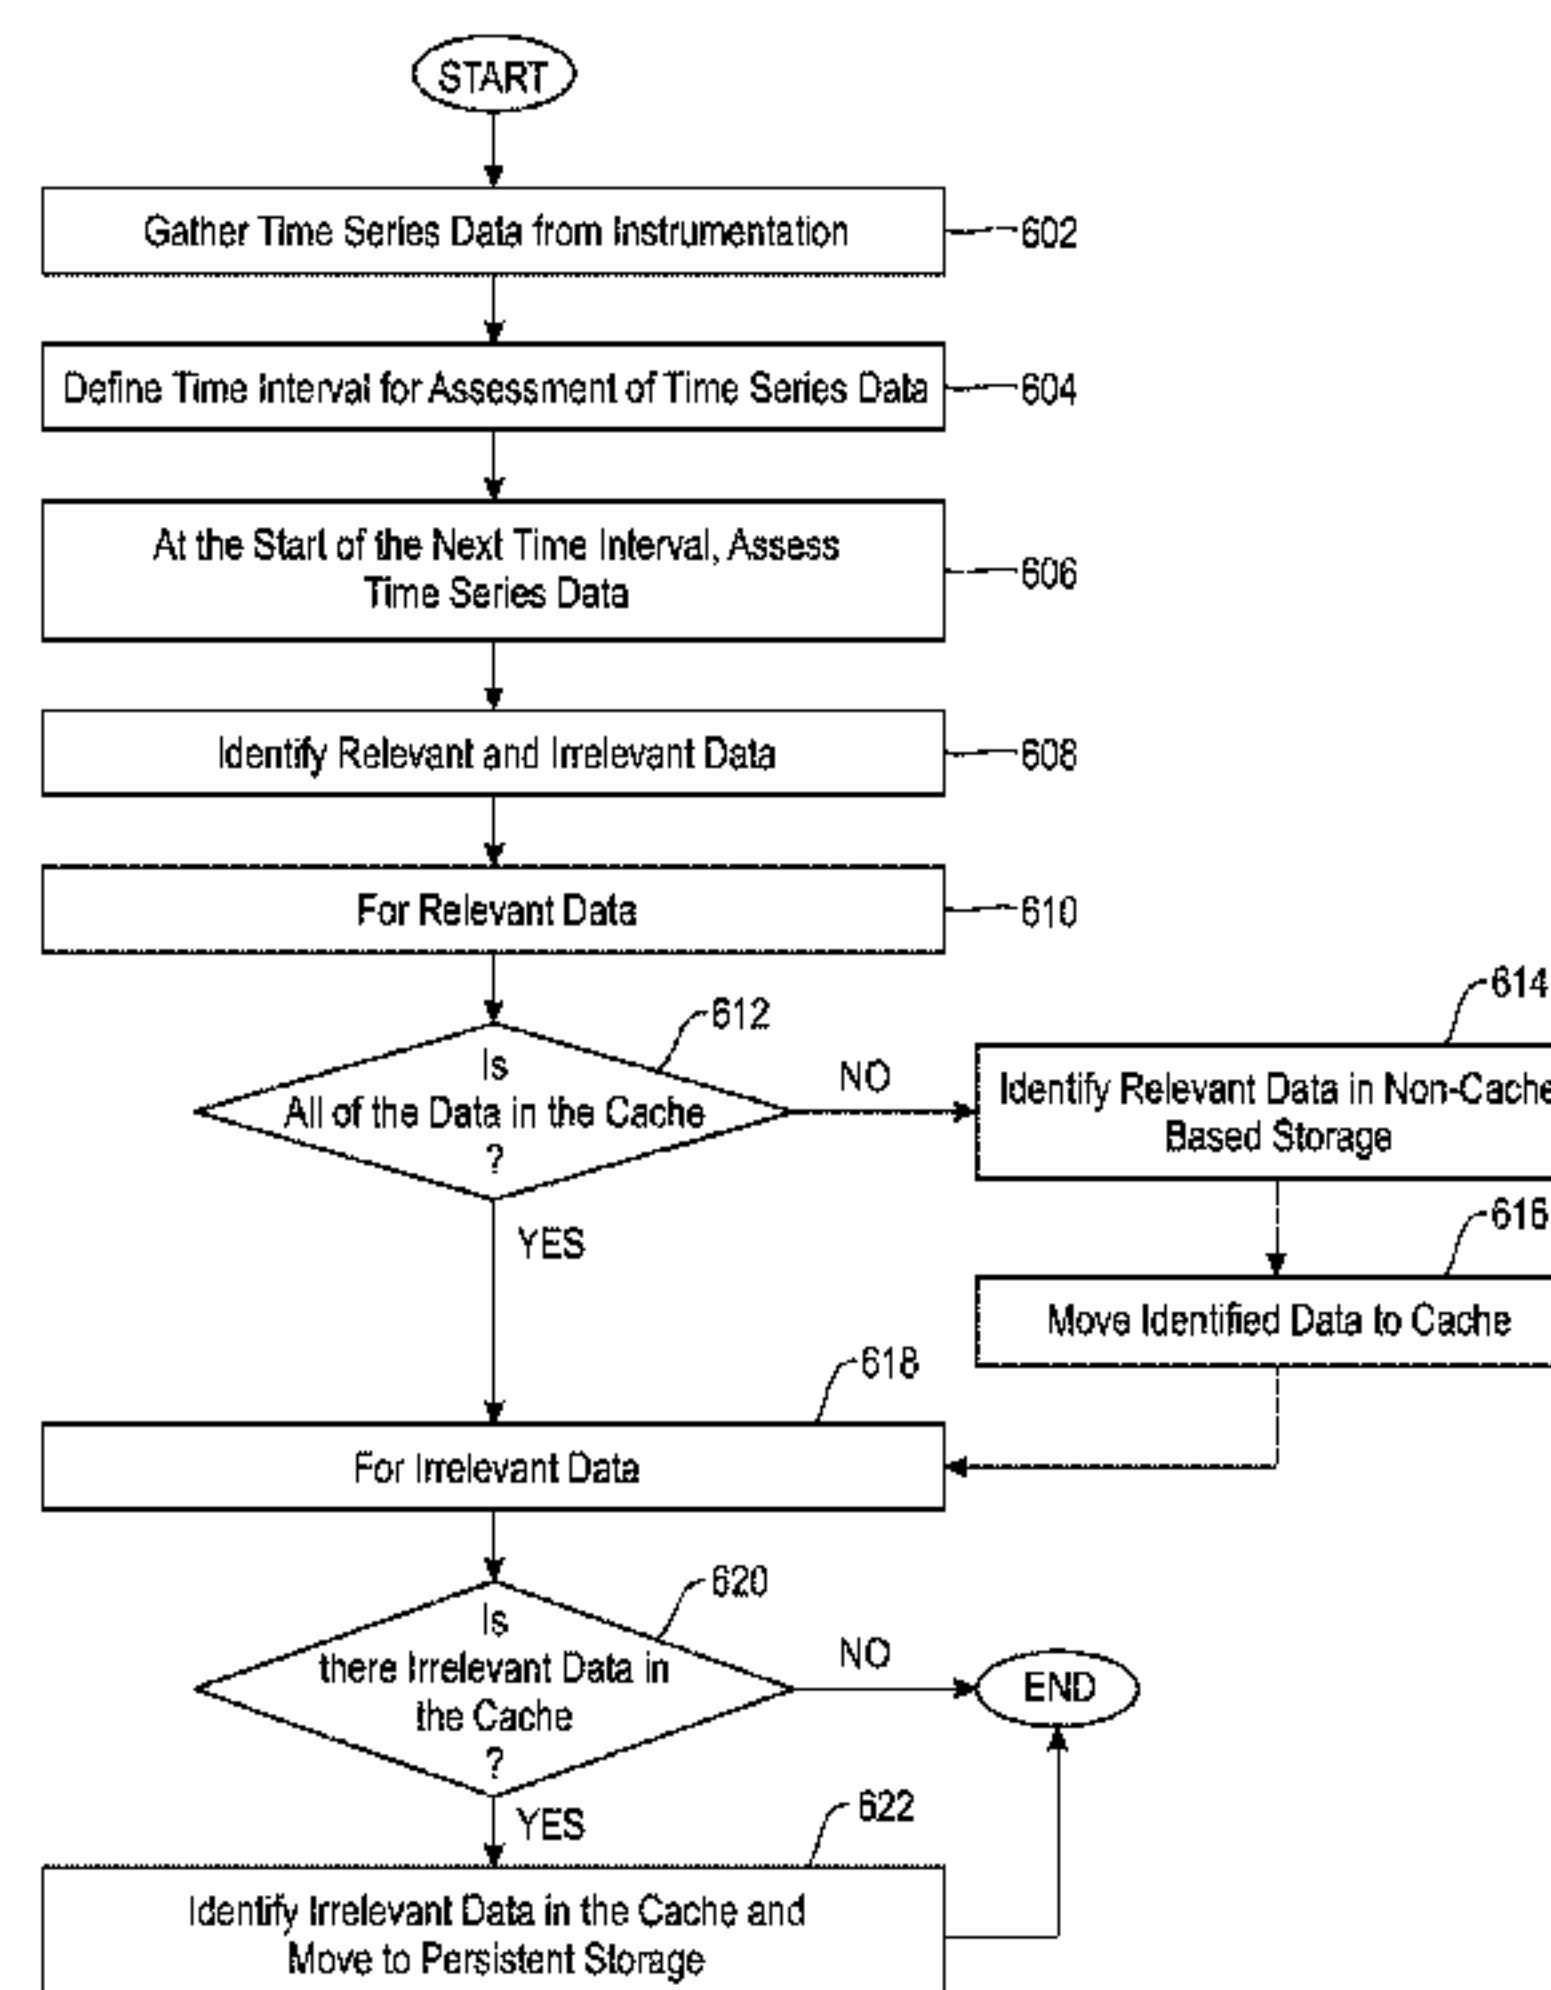 START
Gather Time Series Data from Instrumentation
602
Define Time Interval for Assessment of Time Series Data
604
At the Start of the Next Time Interval, Assess
Time Series Data
606
Identify Relevant and Irrelevant Data
608
For Relevant Data
610
612
Is
All of the Data in the Cache
?
NO
YES
614
Identify Relevant Data in Non-Cache
Based Storage
616
Move Identified Data to Cache
618
For Irrelevant Data
620
Is
there Irrelevant Data in
the Cache
?
NO
END
YES
622
Identify Irrelevant Data in the Cache and
Move to Persistent Storage